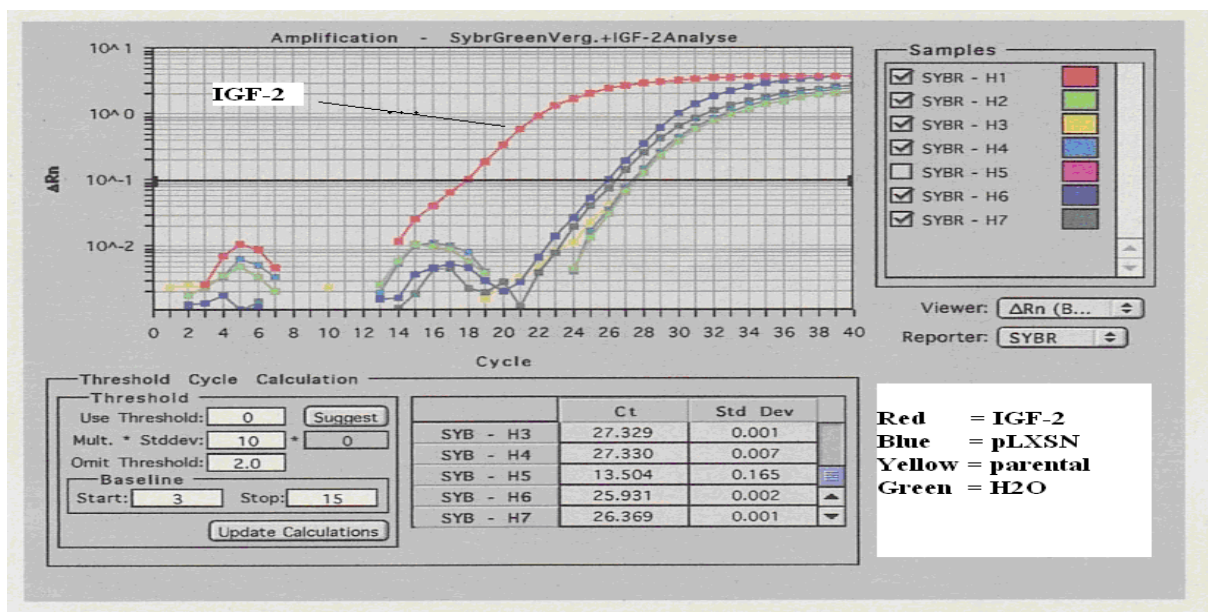 Amplification - SybrGreenVerg.+IGF-2Analyse
10^ 1
10^ 0
10^-1
10^-2
ΔRn
IGF-2
0 2 4 6 8 10 12 14 16 18 20 22 24 26 28 30 32 34 36 38 40
Cycle
Samples
SYBR - H1
SYBR - H2
SYBR - H3
SYBR - H4
SYBR - H5
SYBR - H6
SYBR - H7
Viewer: ΔRn (B...
Reporter: SYBR
Threshold Cycle Calculation
Threshold
Use Threshold: 0 Suggest
Mult. * Stddev: 10 * 0
Omit Threshold: 2.0
Baseline
Start: 3 Stop: 15
Update Calculations
Ct Std Dev
SYB - H3 27.329 0.001
SYB - H4 27.330 0.007
SYB - H5 13.504 0.165
SYB - H6 25.931 0.002
SYB - H7 26.369 0.001
Red = IGF-2
Blue = pLXSN
Yellow = parental
Green = H2O